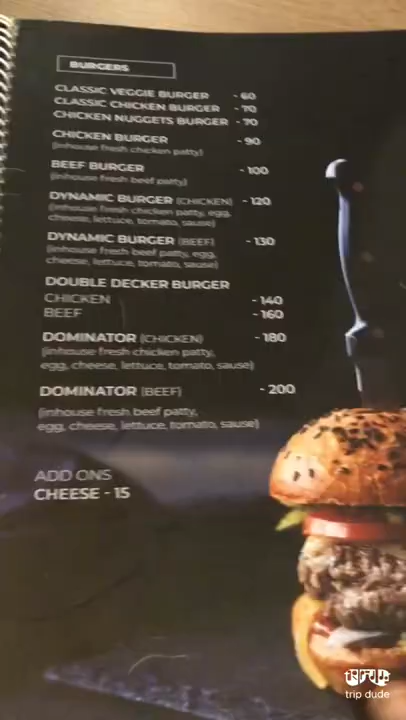 BURGERS
CLASSIC VEGGIE BURGER - 60
CLASSIC CHICKEN BURGER - 70
CHICKEN NUGGETS BURGER - 70
CHICKEN BURGER - 90
(inhouse fresh chicken patty)
BEEF BURGER - 100
(inhouse fresh beef patty)
DYNAMIC BURGER (CHICKEN) - 120
(inhouse fresh chicken patty, egg,
cheese, lettuce, tomato, sause)
DYNAMIC BURGER (BEEF) - 130
(inhouse fresh beef patty, egg,
cheese, lettuce, tomato, sause)
DOUBLE DECKER BURGER
CHICKEN - 140
BEEF - 160
DOMINATOR (CHICKEN) - 180
(inhouse fresh chicken patty,
egg, cheese, lettuce, tomato, sause)
DOMINATOR (BEEF) - 200
(inhouse fresh beef patty,
egg, cheese, lettuce, tomato, sause)
ADD ONS
CHEESE - 15
trip dude